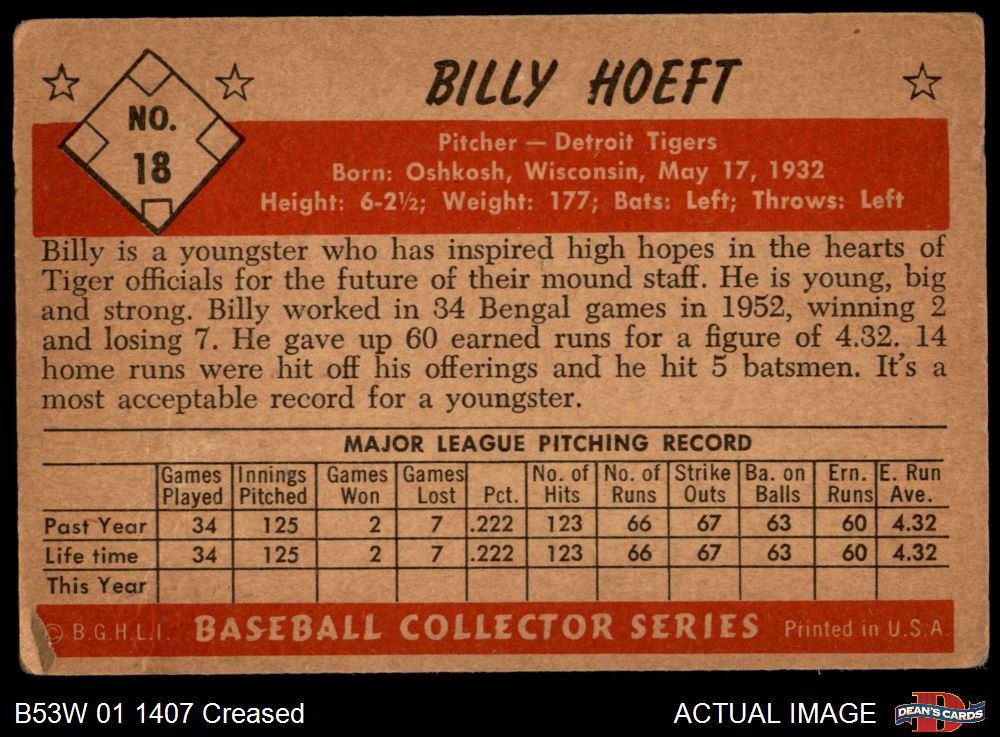 BILLY HOEFT
NO.
18
Pitcher — Detroit Tigers
Born: Oshkosh, Wisconsin, May 17, 1932
Height: 6-2½; Weight: 177; Bats: Left; Throws: Left
Billy is a youngster who has inspired high hopes in the hearts of
Tiger officials for the future of their mound staff. He is young, big
and strong. Billy worked in 34 Bengal games in 1952, winning 2
and losing 7. He gave up 60 earned runs for a figure of 4.32. 14
home runs were hit off his offerings and he hit 5 batsmen. It's a
most acceptable record for a youngster.
MAJOR LEAGUE PITCHING RECORD
Games Played Innings Pitched Games Won Games Lost Pct. No. of Hits No. of Runs Strike Outs Ba. on Balls Ern. Runs E. Run Ave.
Past Year 34 125 2 7 .222 123 66 67 63 60 4.32
Life time 34 125 2 7 .222 123 66 67 63 60 4.32
This Year
© B.G.H.L.I. BASEBALL COLLECTOR SERIES Printed in U.S.A.
B53W 01 1407 Creased ACTUAL IMAGE DEAN'S CARDS